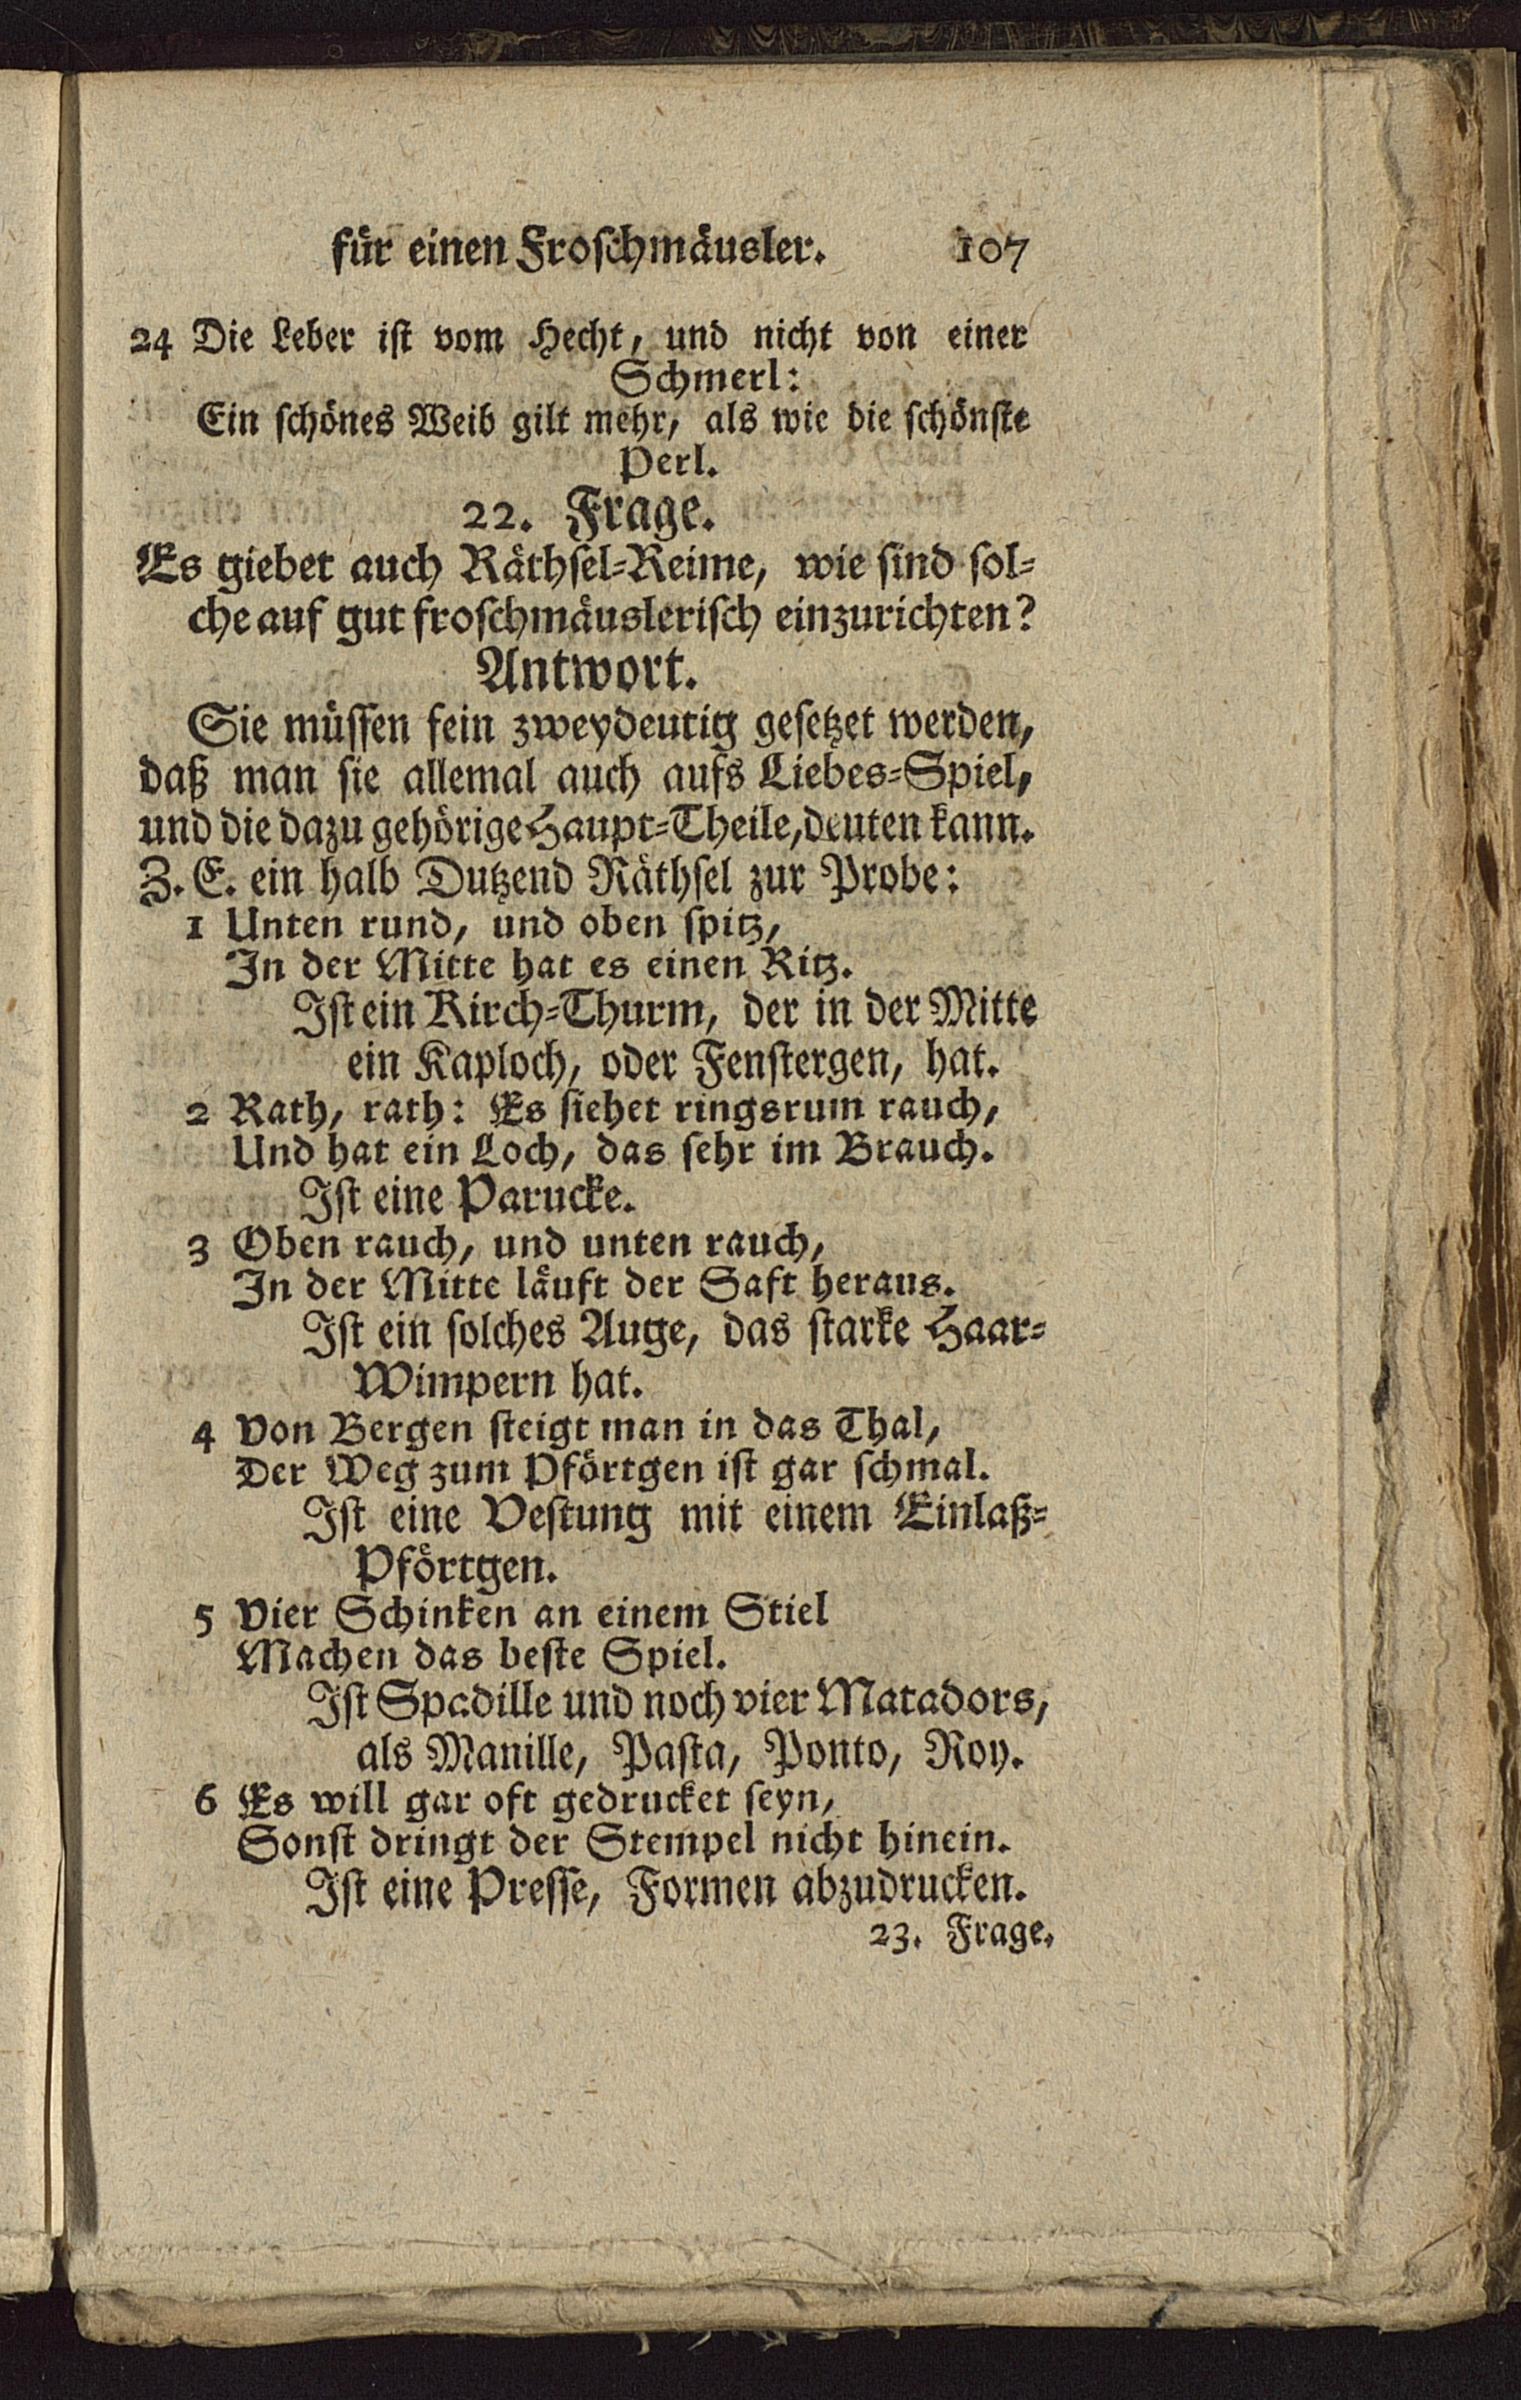 für einen Froschmäusler. 107
24 Die Leber ist vom Hecht, und nicht von einer
Schmerl:
Ein schönes Weib gilt mehr, als wie die schönste
Perl.
22. Frage.
Es giebet auch Räthsel-Reime, wie sind sol-
che auf gut froschmäuslerisch einzurichten?
Antwort.
Sie müssen fein zweydeutig gesetzet werden,
daß man sie allemal auch aufs Liebes-Spiel,
und die dazu gehörige Haupt-Theile, deuten kann.
Z. E. ein halb Dutzend Räthsel zur Probe:
1 Unten rund, und oben spitz,
In der Mitte hat es einen Ritz.
Ist ein Kirch-Thurm, der in der Mitte
ein Kaploch, oder Fenstergen, hat.
2 Rath, rath: Es siehet ringsrum rauch,
Und hat ein Loch, das sehr im Brauch.
Ist eine Parucke.
3 Oben rauch, und unten rauch,
In der Mitte läuft der Saft heraus.
Ist ein solches Auge, das starke Haar-
Wimpern hat.
4 Von Bergen steigt man in das Thal,
Der Weg zum Pförtgen ist gar schmal.
Ist eine Vestung mit einem Einlaß-
Pförtgen.
5 Vier Schinken an einem Stiel
Machen das beste Spiel.
Ist Spadille und noch vier Matadors,
als Manille, Pasta, Ponto, Roy.
6 Es will gar oft gedrucket seyn,
Sonst dringt der Stempel nicht hinein.
Ist eine Presse, Formen abzudrucken.
23. Frage.